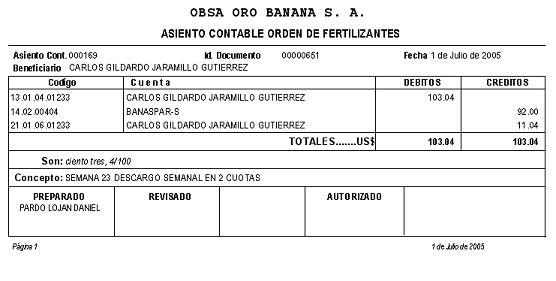 OBSA ORO BANANA S. A.
ASIENTO CONTABLE ORDEN DE FERTILIZANTES
Asiento Cont. 000169 Id. Documento 00000651 Fecha 1 de Julio de 2005
Beneficiario CARLOS GILDARDO JARAMILLO GUTIERREZ
Codigo Cuenta DEBITOS CREDITOS
13.01.04.01233 CARLOS GILDARDO JARAMILLO GUTIERREZ 103.04
14.02.00404 BANASPAR-S 92.00
21.01.06.01233 CARLOS GILDARDO JARAMILLO GUTIERREZ 11.04
TOTALES.......US$ 103.04 103.04
Son: ciento tres, 4/100
Concepto: SEMANA 23 DESCARGO SEMANAL EN 2 CUOTAS
PREPARADO REVISADO AUTORIZADO
PARDO LOJAN DANIEL
Página 1 1 de Julio de 2005